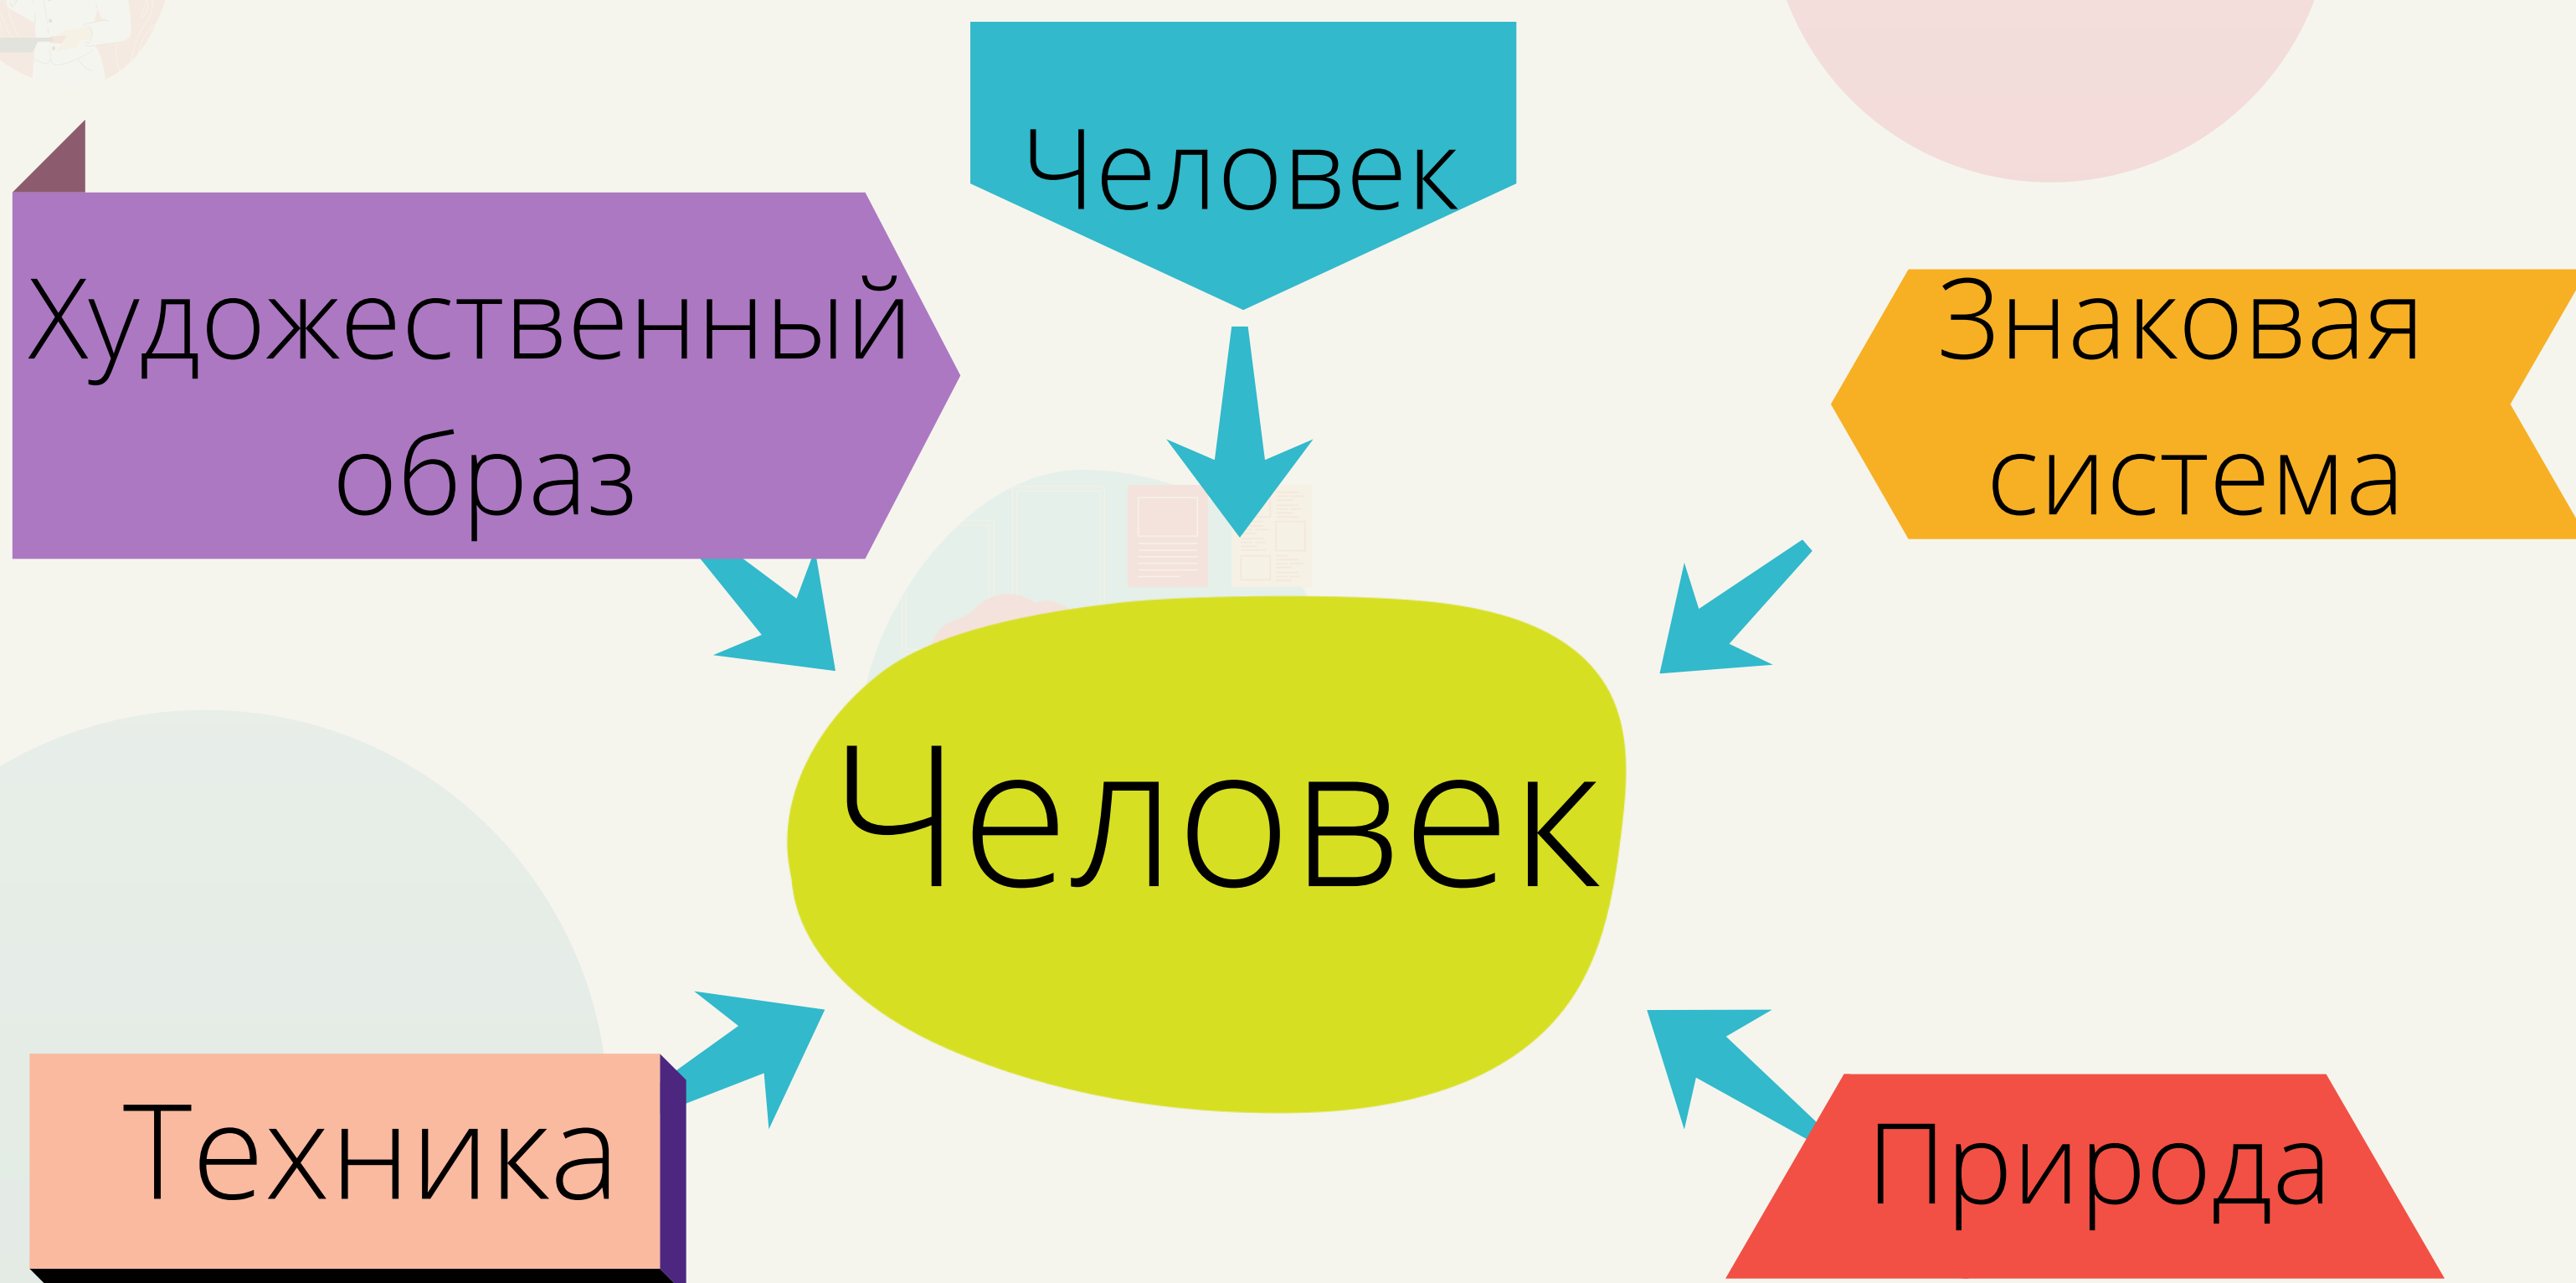 Человек
Художественный
образ
Знаковая
система
Человек
Техника
Природа